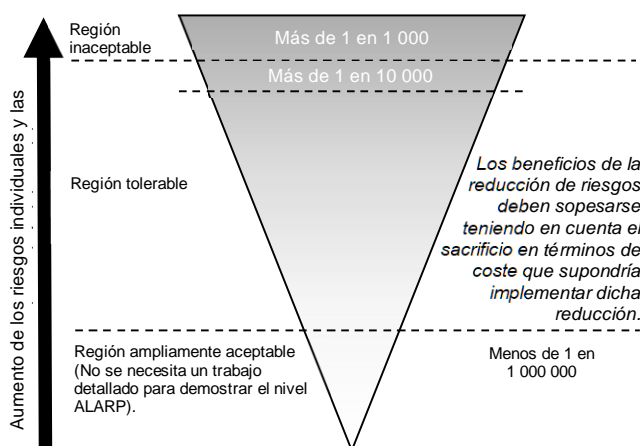 Región
inaceptable
Más de 1 en 1 000
Más de 1 en 10 000
Región tolerable
Los beneficios de la
reducción de riesgos
deben sopesarse
teniendo en cuenta el
sacrificio en términos de
coste que supondría
implementar dicha
reducción.
Región ampliamente aceptable
(No se necesita un trabajo
detallado para demostrar el nivel
ALARP).
Menos de 1 en
1 000 000
Aumento de los riesgos individuales y las